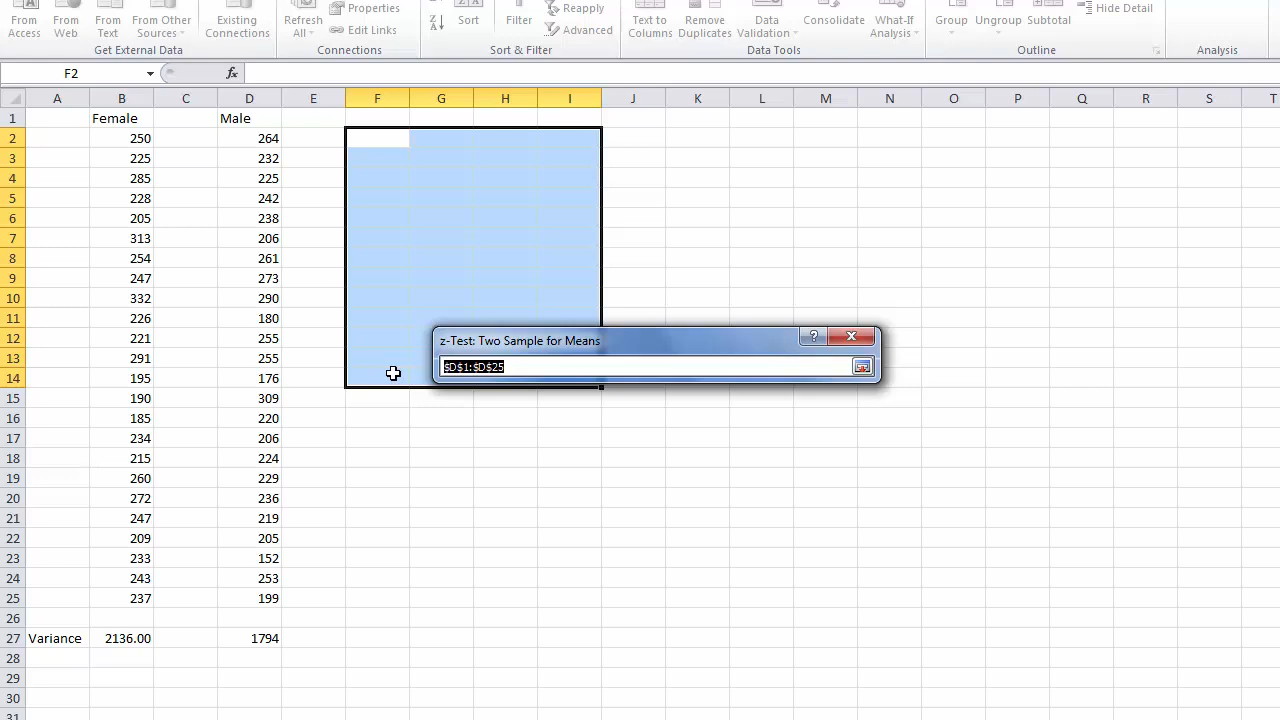 Properties
Reapply
Hide Detail
From Access
From Web
From Text
From Other Sources
Existing Connections
Refresh All
Edit Links
Sort
Filter
Advanced
Text to Columns
Remove Duplicates
Data Validation
Consolidate
What-If Analysis
Group
Ungroup
Subtotal
Get External Data
Connections
Sort & Filter
Data Tools
Outline
Analysis
F2 fx
A B C D E F G H I J K L M N O P Q R S T
1 Female Male
2 250 264
3 225 232
4 285 225
5 228 242
6 205 238
7 313 206
8 254 261
9 247 273
10 332 290
11 226 180
z-Test: Two Sample for Means ?
$D$1:$D$25
12 221 255
13 291 255
14 195 176
15 190 309
16 185 220
17 234 206
18 215 224
19 260 229
20 272 236
21 247 219
22 209 205
23 233 152
24 243 253
25 237 199
26
27 Variance 2136.00 1794
28
29
30
31